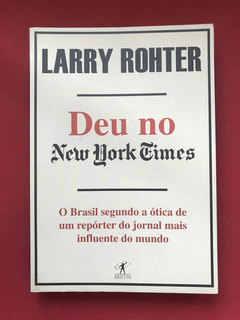 LARRY ROHTER
Deu no
New York Times
O Brasil segundo a ótica de
um repórter do jornal mais
influente do mundo
OBJETIVA